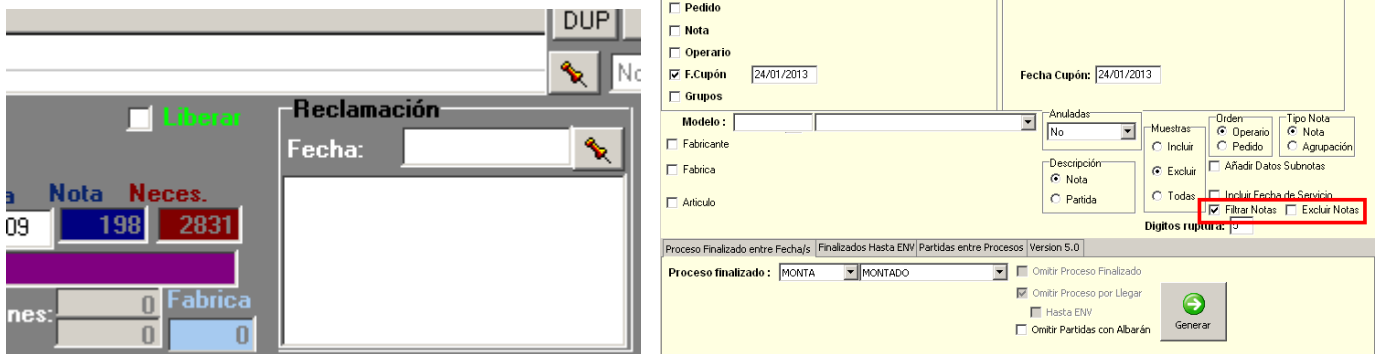 DUP
No
Liberar
Reclamación
Fecha:
a Nota Neces.
09 198 2831
nes: 0 Fabrica
0 0
Pedido
Nota
Operario
F.Cupón 24/01/2013 Fecha Cupón: 24/01/2013
Grupos
Modelo :
Anuladas
No
Muestras
Incluir
Excluir
Todas
Orden
Operario
Pedido
Tipo Nota
Nota
Agrupación
Fabricante
Fabrica
Articulo
Descripción
Nota
Partida
Añadir Datos Subnotas
Incluir Fecha de Servicio
Filtrar Notas Excluir Notas
Digitos ruptura: 5
Proceso Finalizado entre Fecha/s Finalizados Hasta ENV Partidas entre Procesos Version 5.0
Proceso finalizado : MONTA MONTADO
Omitir Proceso Finalizado
Omitir Proceso por Llegar
Hasta ENV
Omitir Partidas con Albarán
Generar